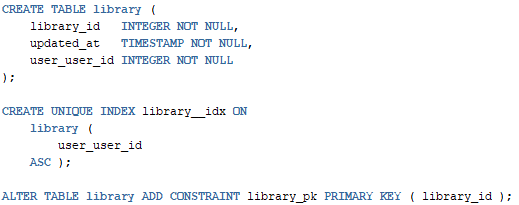 CREATE TABLE library (
    library_id   INTEGER NOT NULL,
    updated_at   TIMESTAMP NOT NULL,
    user_user_id INTEGER NOT NULL
);

CREATE UNIQUE INDEX library__idx ON
    library (
        user_user_id
    ASC );

ALTER TABLE library ADD CONSTRAINT library_pk PRIMARY KEY ( library_id );